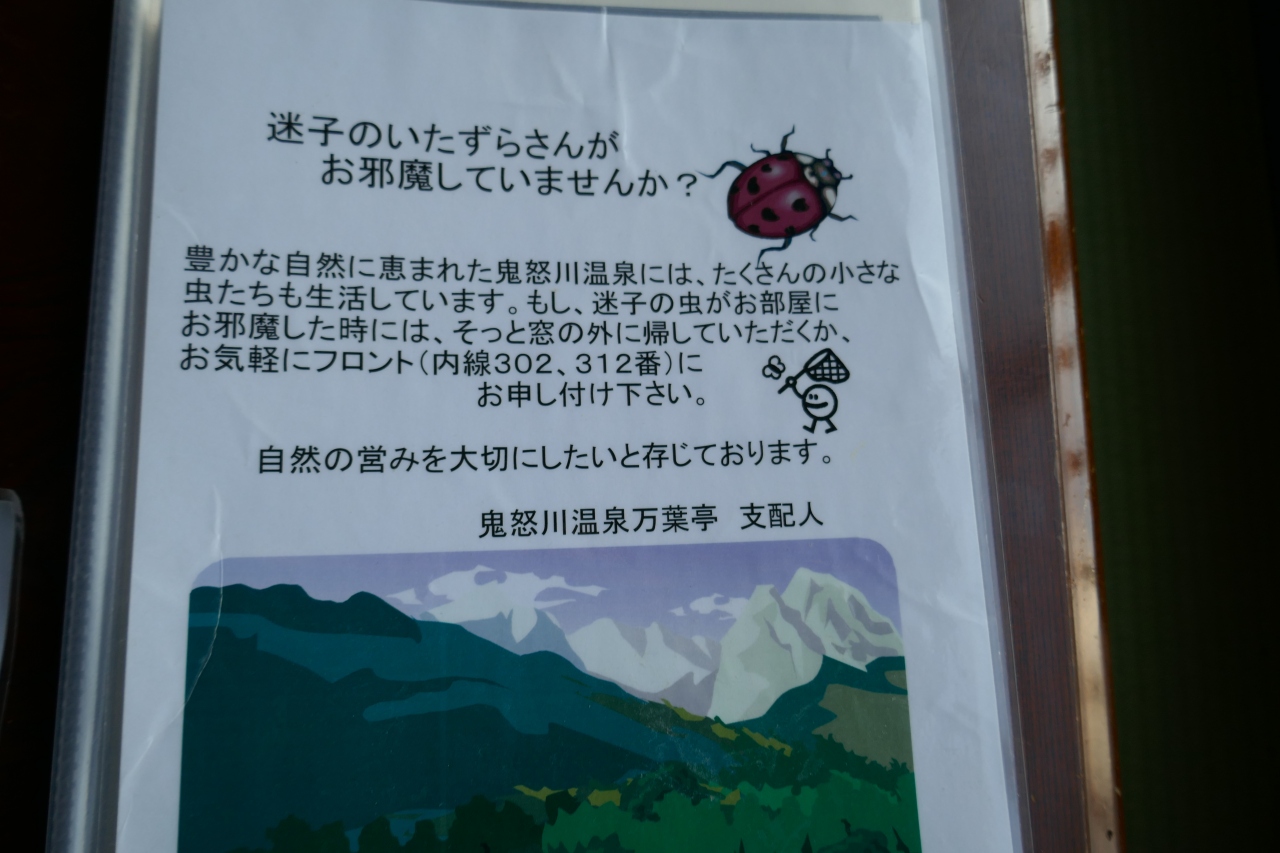 迷子のいたずらさんが
お邪魔していませんか？
豊かな自然に恵まれた鬼怒川温泉には、たくさんの小さな
虫たちも生活しています。もし、迷子の虫がお部屋に
お邪魔した時には、そっと窓の外に帰していただくか、
お気軽にフロント（内線３０２、３１２番）に
お申し付け下さい。
自然の営みを大切にしたいと存じております。
鬼怒川温泉万葉亭　支配人